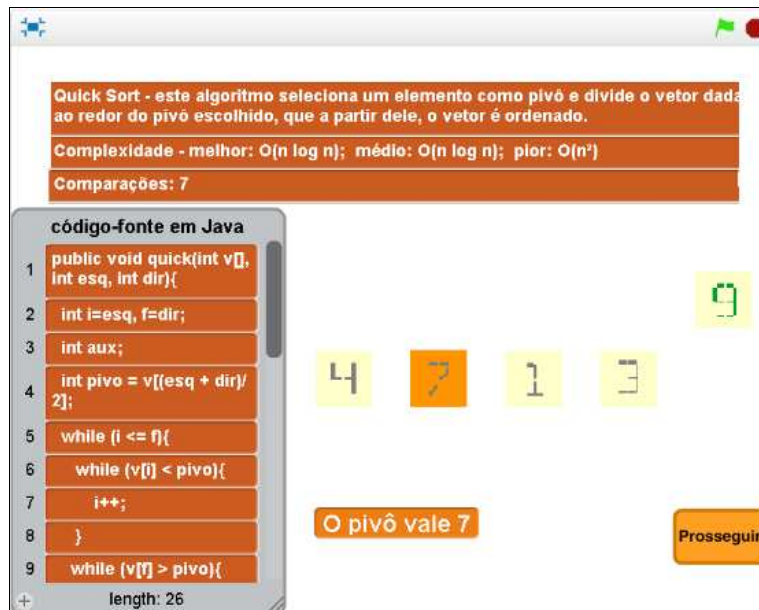 Quick Sort - este algoritmo seleciona um elemento como pivô e divide o vetor dada
ao redor do pivô escolhido, que a partir dele, o vetor é ordenado.
Complexidade - melhor: O(n log n); médio: O(n log n); pior: O(n²)
Comparações: 7
código-fonte em Java
1 public void quick(int v[],
int esq, int dir){
2 int i=esq, f=dir;
3 int aux;
4 int pivo = v[(esq + dir)/
2];
5 while (i <= f){
6 while (v[i] < pivo){
7 i++;
8 }
9 while (v[f] > pivo){
+ length: 26
9
4 7 1 3
O pivô vale 7
Prosseguir